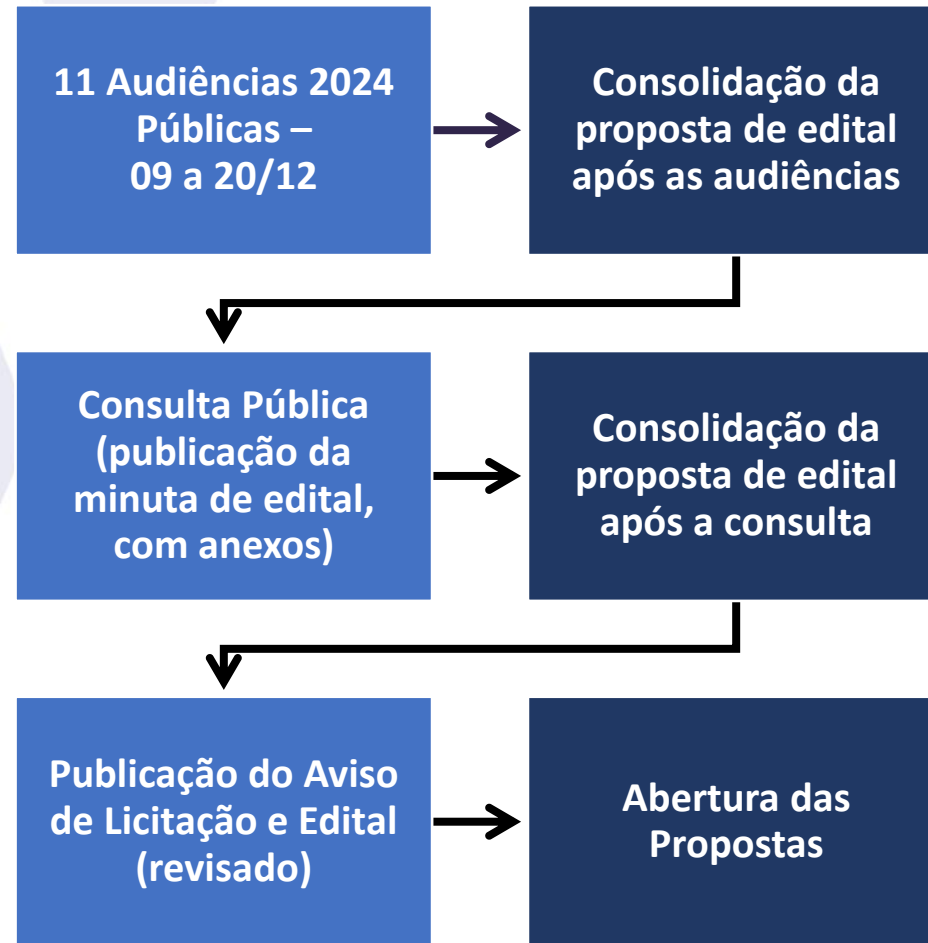 11 Audiências 2024
Públicas –
09 a 20/12
Consolidação da
proposta de edital
após as audiências
Consulta Pública
(publicação da
minuta de edital,
com anexos)
Consolidação da
proposta de edital
após a consulta
Publicação do Aviso
de Licitação e Edital
(revisado)
Abertura das
Propostas